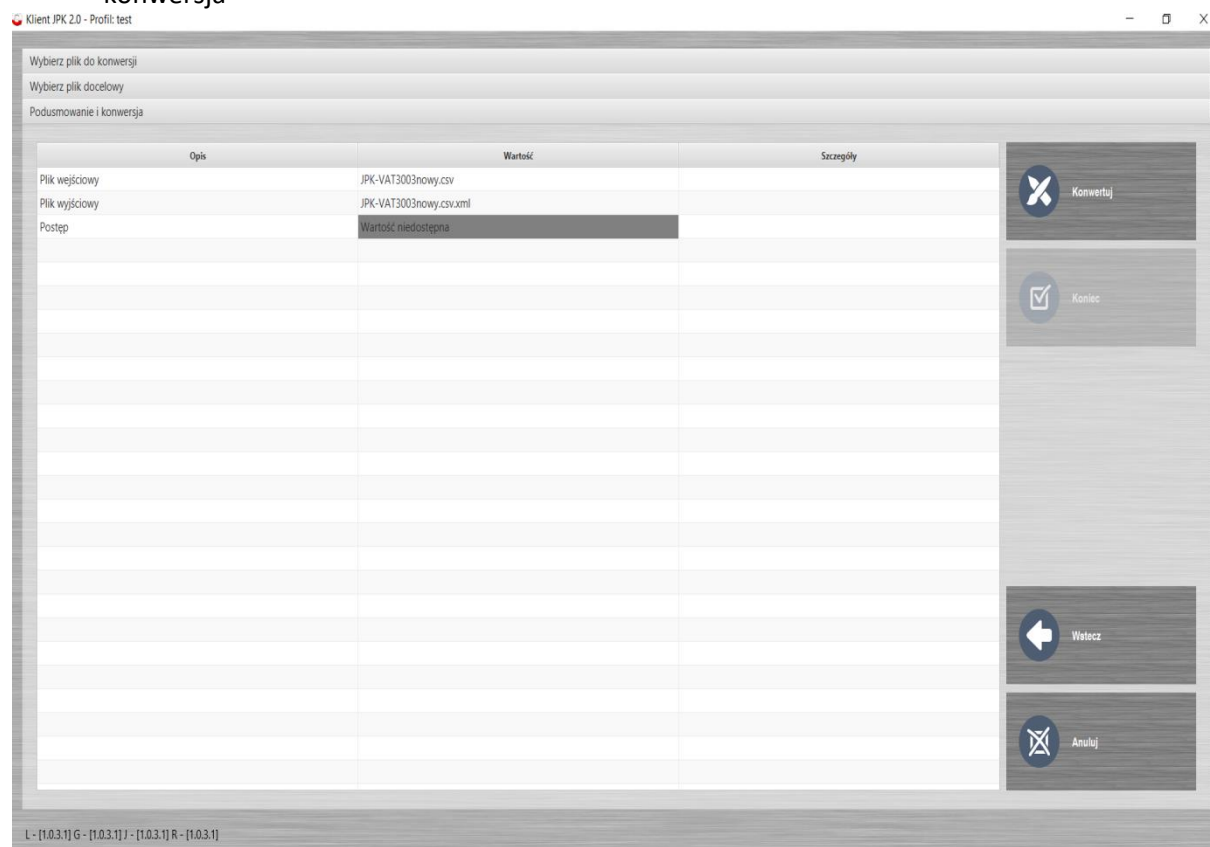 konwersja
Klient JPK 2.0 - Profil: test
Wybierz plik do konwersji
Wybierz plik docelowy
Podusmowanie i konwersja
Opis Wartość Szczegóły
Plik wejściowy JPK-VAT3003nowy.csv
Plik wyjściowy JPK-VAT3003nowy.csv.xml
Postęp Wartość niedostępna
Konwertuj
Koniec
Wstecz
Anuluj
L - [1.0.3.1] G - [1.0.3.1] J - [1.0.3.1] R - [1.0.3.1]